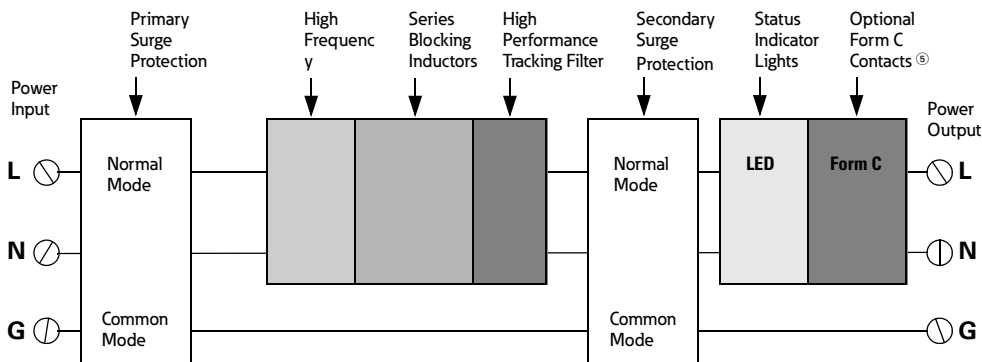 Primary
Surge
Protection
High
Frequenc
y
Series
Blocking
Inductors
High
Performance
Tracking Filter
Secondary
Surge
Protection
Status
Indicator
Lights
Optional
Form C
Contacts ⑤
Power
Input
Power
Output
L
Normal
Mode
Normal
Mode
LED
Form C
L
N
N
G
Common
Mode
Common
Mode
G